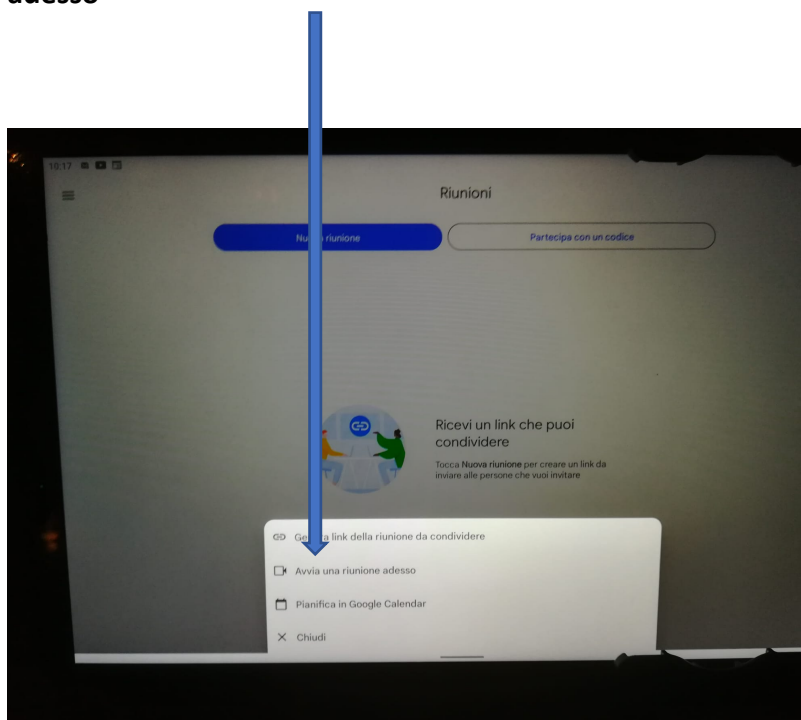 adesso
10:17
Riunioni
Nuova riunione
Partecipa con un codice
Ricevi un link che puoi
condividere
Tocca Nuova riunione per creare un link da
inviare alle persone che vuoi invitare
link della riunione da condividere
Avvia una riunione adesso
Pianifica in Google Calendar
Chiudi